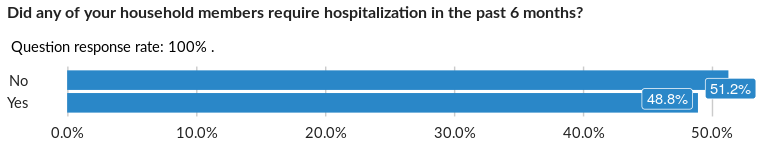 Did any of your household members require hospitalization in the past 6 months?
Question response rate: 100% .
No
51.2%
Yes
48.8%
0.0% 10.0% 20.0% 30.0% 40.0% 50.0%